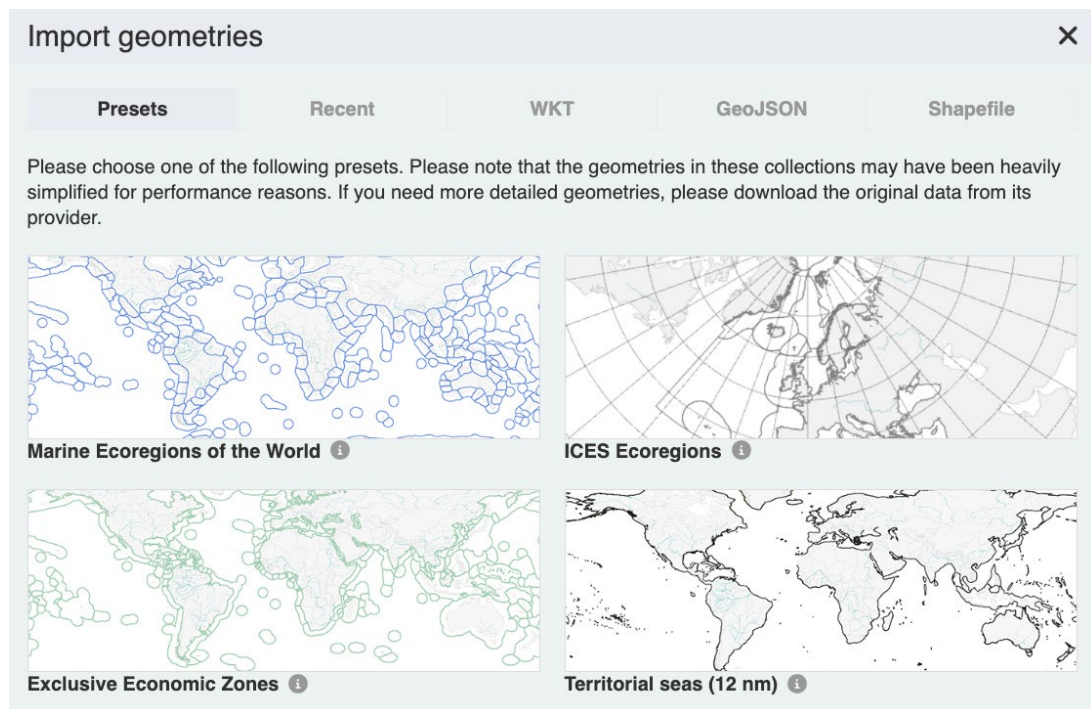 Import geometries
Presets
Recent
WKT
GeoJSON
Shapefile
Please choose one of the following presets. Please note that the geometries in these collections may have been heavily
simplified for performance reasons. If you need more detailed geometries, please download the original data from its
provider.
Marine Ecoregions of the World
ICES Ecoregions
Exclusive Economic Zones
Territorial seas (12 nm)